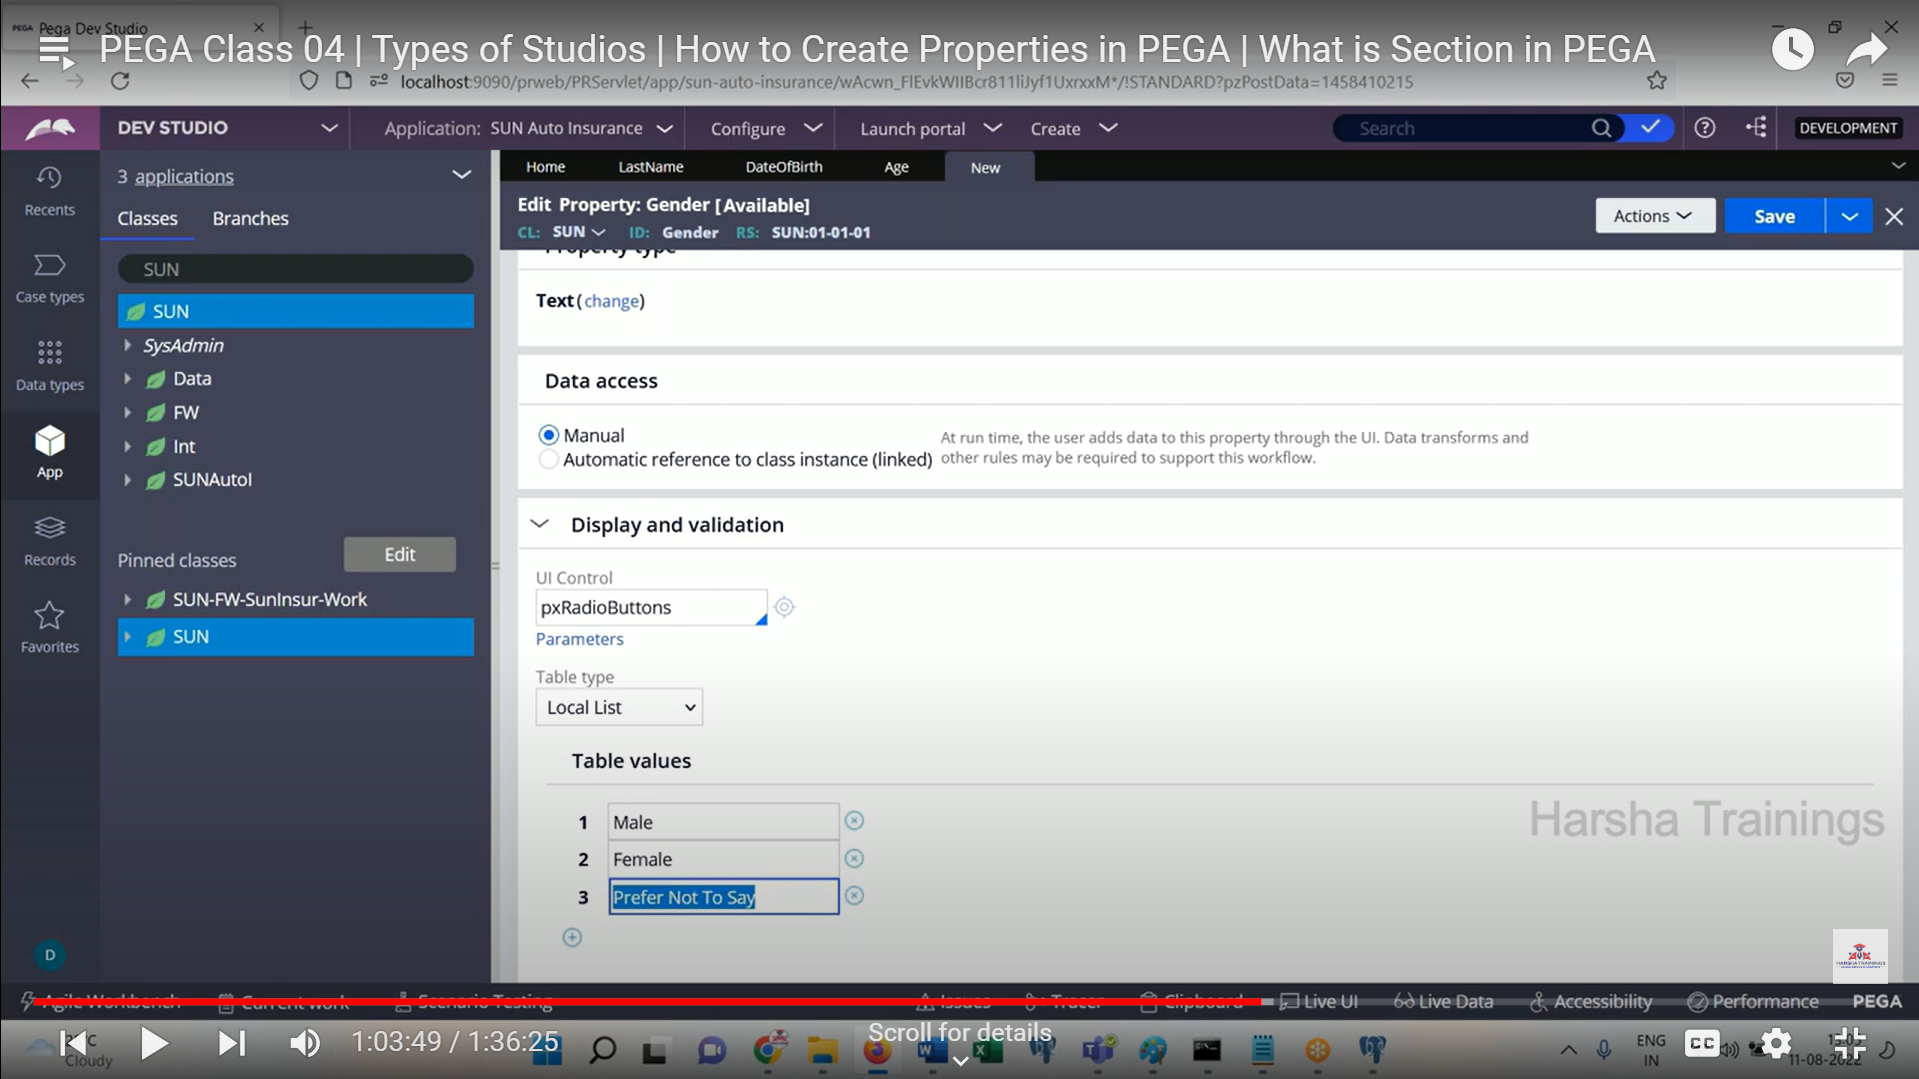 PEGA Pega Dev Studio
PEGA Class 04 | Types of Studios | How to Create Properties in PEGA | What is Section in PEGA
localhost:9090/prweb/PRServlet/app/sun-auto-insurance/wAcwn_FlEvkWIIBcr811liJyf1UxrxxM*/!STANDARD?pzPostData=1458410215
DEV STUDIO
Application: SUN Auto Insurance
Configure
Launch portal
Create
Search
DEVELOPMENT
Recents
Case types
Data types
App
Records
Favorites
D
3 applications
Classes Branches
SUN
SUN
SysAdmin
Data
FW
Int
SUNAutoI
Pinned classes
Edit
SUN-FW-SunInsur-Work
SUN
Home LastName DateOfBirth Age New
Edit Property: Gender [Available]
CL: SUN ID: Gender RS: SUN:01-01-01
Actions Save
Property type
Text (change)
Data access
Manual
Automatic reference to class instance (linked)
At run time, the user adds data to this property through the UI. Data transforms and
other rules may be required to support this workflow.
Display and validation
UI Control
pxRadioButtons
Parameters
Table type
Local List
Table values
1 Male
2 Female
3 Prefer Not To Say
Harsha Trainings
HARSHA TRAININGS
Agile Workbench Current work Scenario Testing Issues Tracer Clipboard Live UI Live Data Accessibility Performance PEGA
Cloudy
1:03:49 / 1:36:25
Scroll for details
ENG
IN
CC
11-08-2022